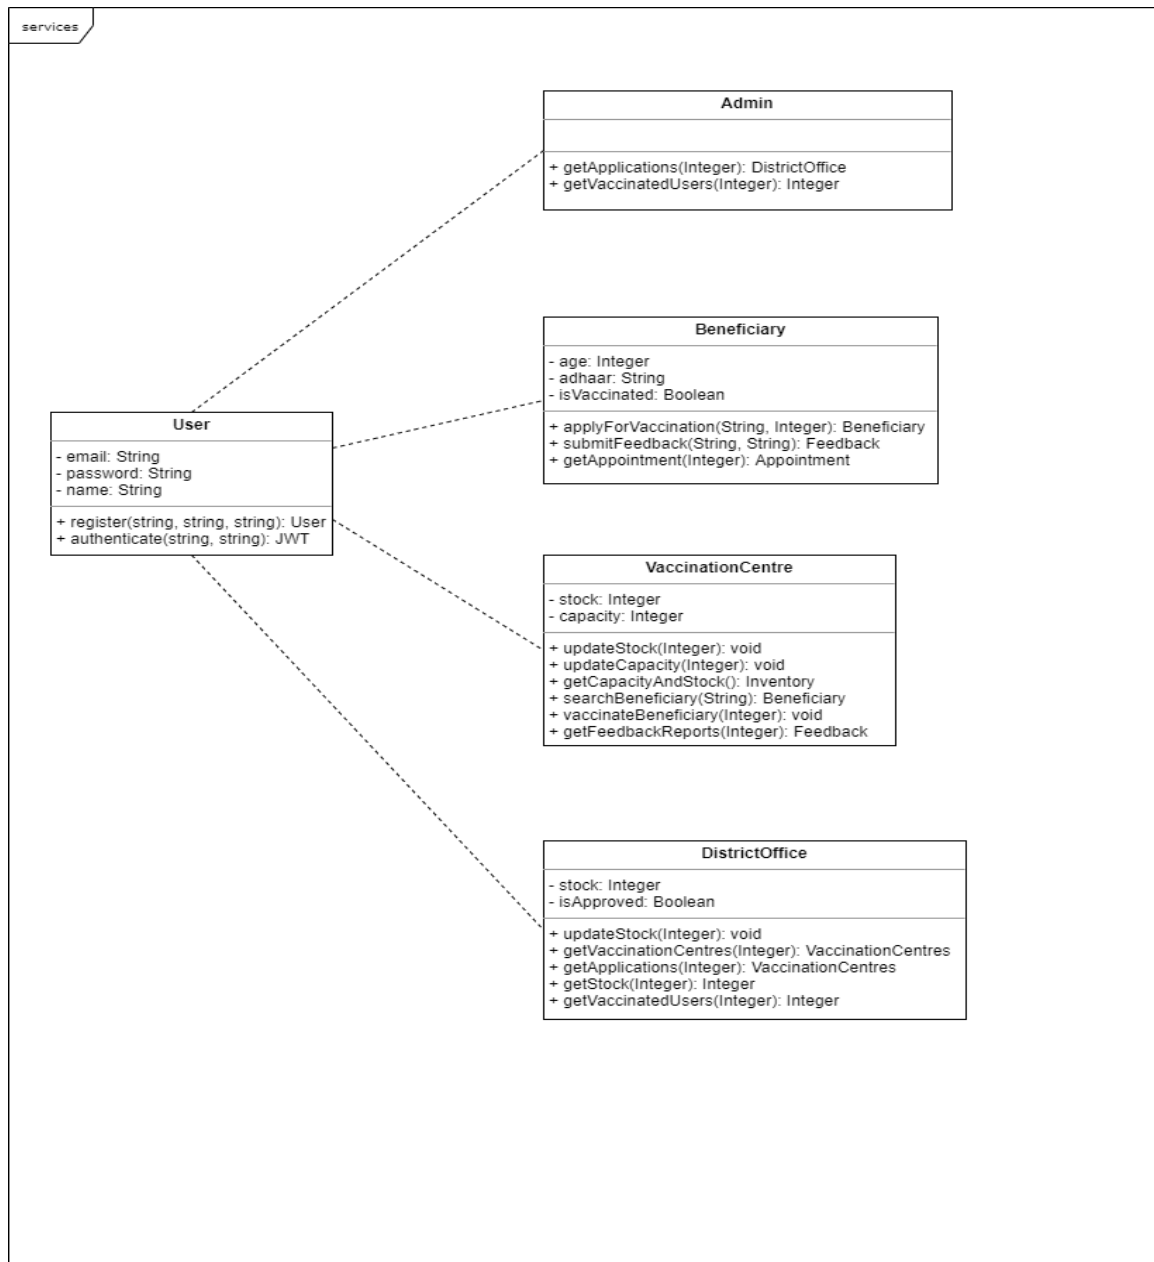 services
Admin
+ getApplications(Integer): DistrictOffice
+ getVaccinatedUsers(Integer): Integer
Beneficiary
- age: Integer
- adhaar: String
- isVaccinated: Boolean
+ applyForVaccination(String, Integer): Beneficiary
+ submitFeedback(String, String): Feedback
+ getAppointment(Integer): Appointment
User
- email: String
- password: String
- name: String
+ register(string, string, string): User
+ authenticate(string, string): JWT
VaccinationCentre
- stock: Integer
- capacity: Integer
+ updateStock(Integer): void
+ updateCapacity(Integer): void
+ getCapacityAndStock(): Inventory
+ searchBeneficiary(String): Beneficiary
+ vaccinateBeneficiary(Integer): void
+ getFeedbackReports(Integer): Feedback
DistrictOffice
- stock: Integer
- isApproved: Boolean
+ updateStock(Integer): void
+ getVaccinationCentres(Integer): VaccinationCentres
+ getApplications(Integer): VaccinationCentres
+ getStock(Integer): Integer
+ getVaccinatedUsers(Integer): Integer